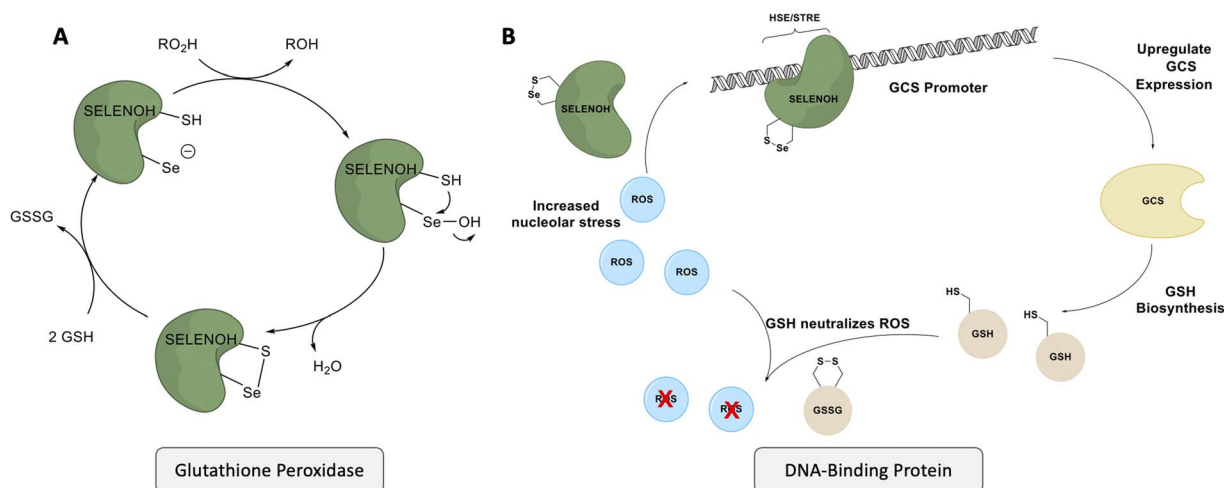 A
RO₂H
ROH
SELENOH
SH
Se
⊖
SELENOH
SH
Se
OH
GSSG
2 GSH
SELENOH
S
Se
H₂O
Glutathione Peroxidase
B
HSE/STRE
S
Se
SELENOH
SELENOH
GCS Promoter
S
Se
Upregulate
GCS
Expression
ROS
Increased
nucleolar stress
ROS
ROS
GCS
GSH
Biosynthesis
HS
GSH
HS
GSH
GSH neutralizes ROS
S-S
GSSG
ROS
X
ROS
X
DNA-Binding Protein